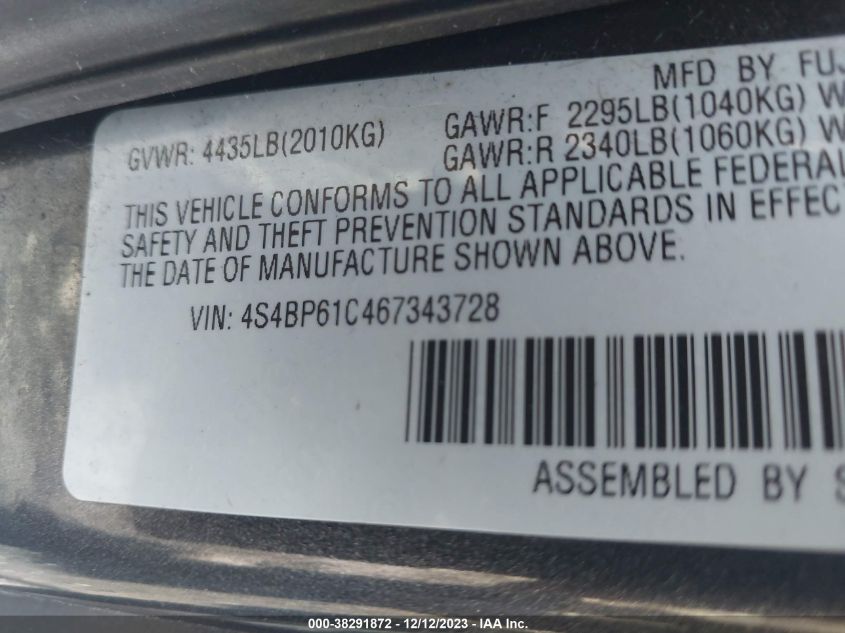 MFD BY FUJ
GVWR: 4435LB(2010KG) GAWR:F 2295LB(1040KG) W
GAWR:R 2340LB(1060KG) W
THIS VEHICLE CONFORMS TO ALL APPLICABLE FEDERAL
SAFETY AND THEFT PREVENTION STANDARDS IN EFFEC
THE DATE OF MANUFACTURE SHOWN ABOVE.
VIN: 4S4BP61C467343728
ASSEMBLED BY S
000-38291872 - 12/12/2023 - IAA Inc.